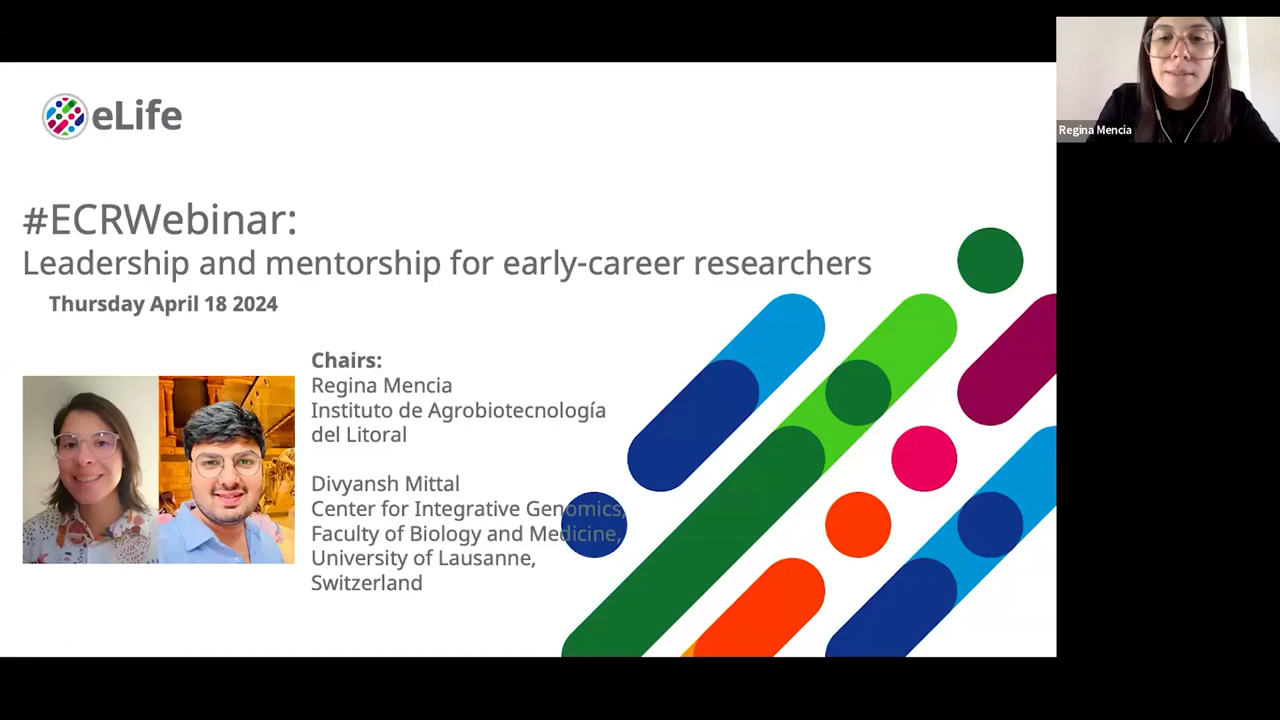 eLife
Regina Mencia
#ECRWebinar:
Leadership and mentorship for early-career researchers
Thursday April 18 2024
Chairs:
Regina Mencia
Instituto de Agrobiotecnología
del Litoral
Divyansh Mittal
Center for Integrative Genomics,
Faculty of Biology and Medicine,
University of Lausanne,
Switzerland